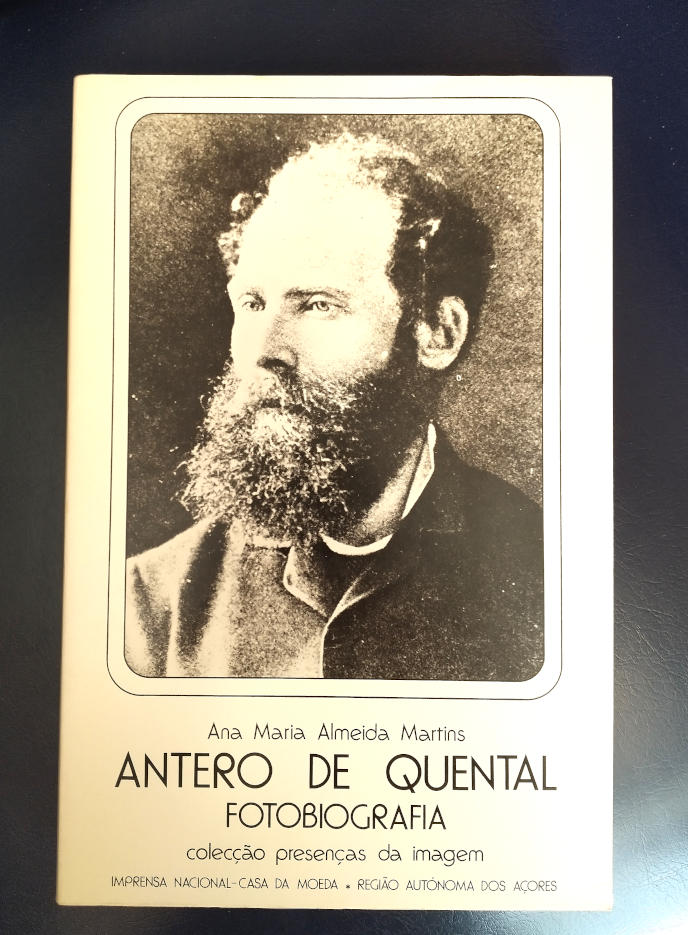 Ana Maria Almeida Martins
ANTERO DE QUENTAL
FOTOBIOGRAFIA
colecção presenças da imagem
IMPRENSA NACIONAL-CASA DA MOEDA • REGIÃO AUTÓNOMA DOS AÇORES